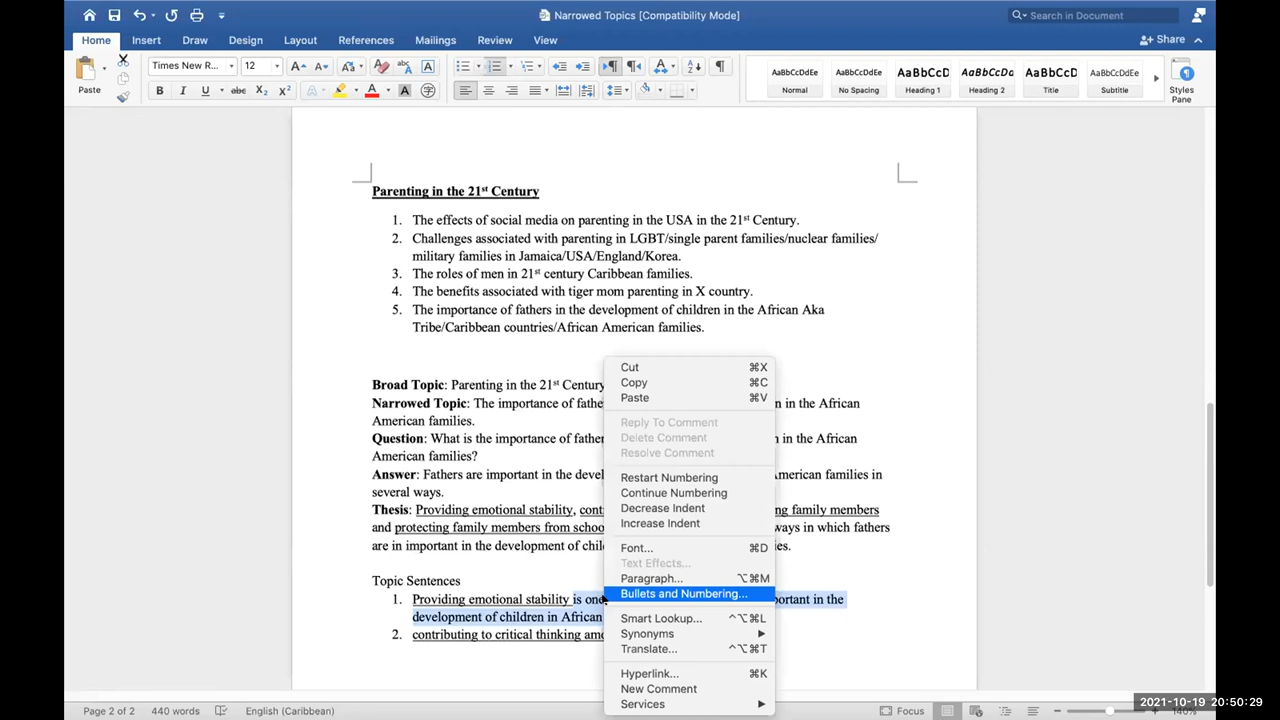 Narrowed Topics [Compatibility Mode]
Search in Document
Home Insert Draw Design Layout References Mailings Review View
Share
Paste
Times New R... 12
AaBbCcDdEe AaBbCcDdEe AaBbCcD AaBbCcDd AaBbCcD AaBbCcDdEe
Normal No Spacing Heading 1 Heading 2 Title Subtitle
Styles
Pane
Parenting in the 21st Century
1. The effects of social media on parenting in the USA in the 21st Century.
2. Challenges associated with parenting in LGBT/single parent families/nuclear families/
military families in Jamaica/USA/England/Korea.
3. The roles of men in 21st century Caribbean families.
4. The benefits associated with tiger mom parenting in X country.
5. The importance of fathers in the development of children in the African Aka
Tribe/Caribbean countries/African American families.
Broad Topic: Parenting in the 21st Century
Narrowed Topic: The importance of fathe n in the African
American families.
Question: What is the importance of father n in the African
American families?
Answer: Fathers are important in the devel merican families in
several ways.
Thesis: Providing emotional stability, cont ng family members
and protecting family members from schoo ways in which fathers
are in important in the development of chil ies.
Topic Sentences
1. Providing emotional stability is one portant in the
development of children in African
2. contributing to critical thinking amo
Cut ⌘X
Copy ⌘C
Paste ⌘V
Reply To Comment
Delete Comment
Resolve Comment
Restart Numbering
Continue Numbering
Decrease Indent
Increase Indent
Font... ⌘D
Text Effects...
Paragraph... ⌥⌘M
Bullets and Numbering...
Smart Lookup... ^⌥⌘L
Synonyms
Translate... ^⌥⌘T
Hyperlink... ⌘K
New Comment
Services
Page 2 of 2 440 words English (Caribbean)
Focus
140%
2021-10-19 20:50:29